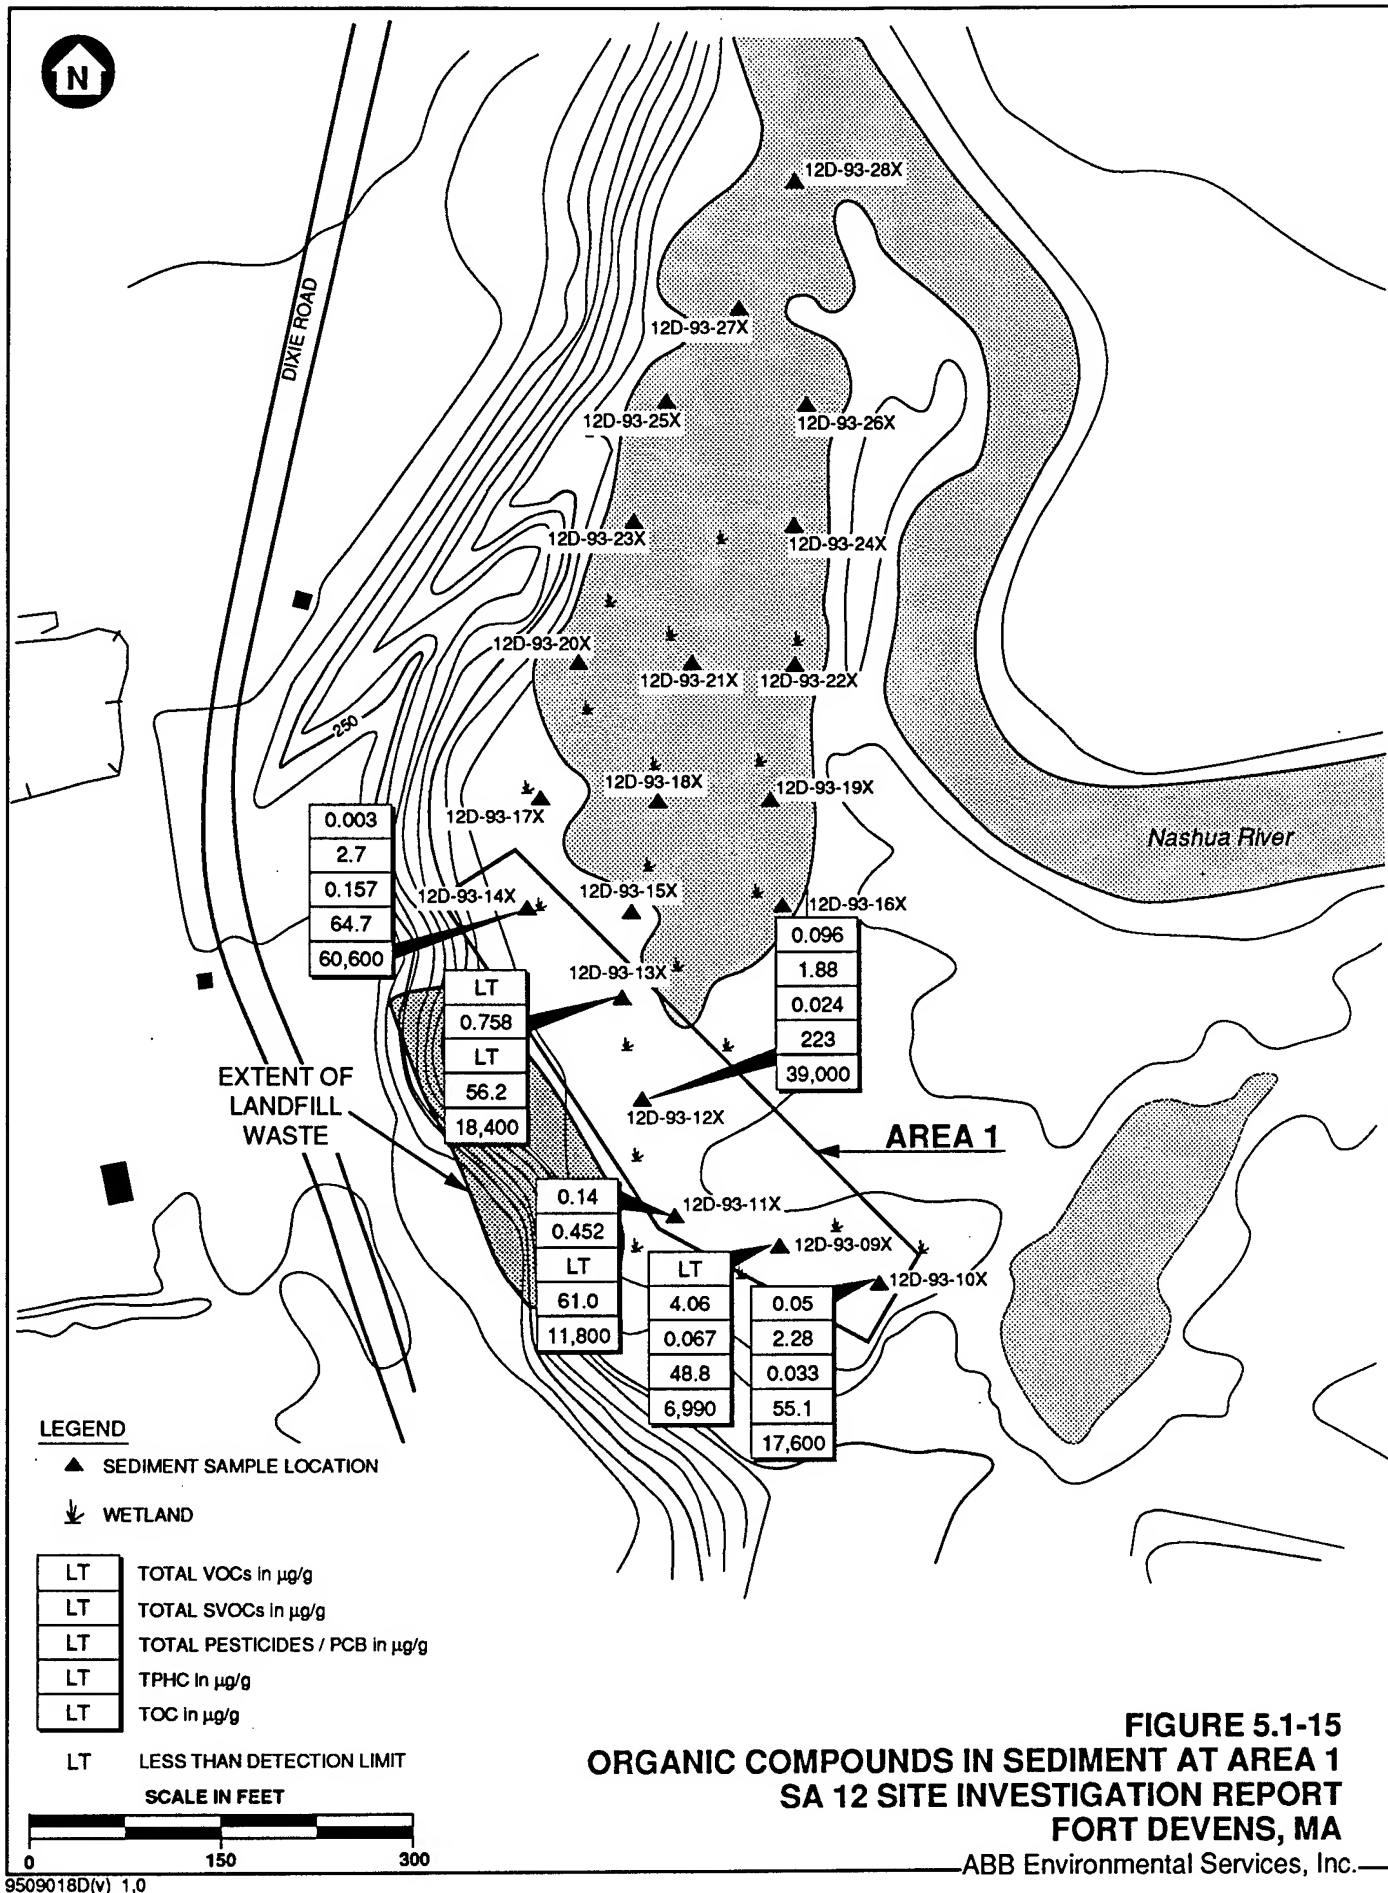 N
12D-93-28X
DIXIE ROAD
12D-93-27X
12D-93-25X
12D-93-26X
12D-93-23X
12D-93-24X
12D-93-20X
12D-93-21X
12D-93-22X
250
12D-93-18X
12D-93-19X
12D-93-17X
Nashua River
0.003
2.7
0.157
64.7
60,600
12D-93-14X
12D-93-15X
12D-93-16X
0.096
1.88
0.024
223
39,000
12D-93-13X
LT
0.758
LT
56.2
18,400
EXTENT OF
LANDFILL
WASTE
12D-93-12X
AREA 1
0.14
0.452
LT
61.0
11,800
12D-93-11X
12D-93-09X
LT
4.06
0.067
48.8
6,990
12D-93-10X
0.05
2.28
0.033
55.1
17,600
LEGEND
SEDIMENT SAMPLE LOCATION
WETLAND
LT TOTAL VOCs in µg/g
LT TOTAL SVOCs in µg/g
LT TOTAL PESTICIDES / PCB in µg/g
LT TPHC in µg/g
LT TOC in µg/g
LT LESS THAN DETECTION LIMIT
SCALE IN FEET
0 150 300
FIGURE 5.1-15
ORGANIC COMPOUNDS IN SEDIMENT AT AREA 1
SA 12 SITE INVESTIGATION REPORT
FORT DEVENS, MA
ABB Environmental Services, Inc.
9509018D(v) 1.0